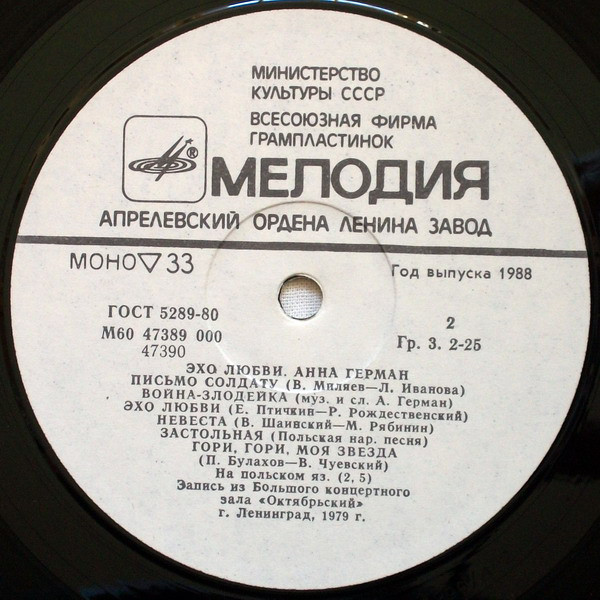 МИНИСТЕРСТВО
КУЛЬТУРЫ СССР
ВСЕСОЮЗНАЯ ФИРМА
ГРАМПЛАСТИНОК
®
МЕЛОДИЯ
АПРЕЛЕВСКИЙ ОРДЕНА ЛЕНИНА ЗАВОД
МОНО▽33
Год выпуска 1988
ГОСТ 5289-80
М60 47389 000
47390
2
Гр. 3. 2-25
ЭХО ЛЮБВИ. АННА ГЕРМАН
ПИСЬМО СОЛДАТУ (В. Миляев—Л. Иванова)
ВОЙНА-ЗЛОДЕЙКА (муз. и сл. А. Герман)
ЭХО ЛЮБВИ (Е. Птичкин—Р. Рождественский)
НЕВЕСТА (В. Шаинский—М. Рябинин)
ЗАСТОЛЬНАЯ (Польская нар. песня)
ГОРИ, ГОРИ, МОЯ ЗВЕЗДА
(П. Булахов—В. Чуевский)
На польском яз. (2, 5)
Запись из Большого концертного
зала «Октябрьский»
г. Ленинград, 1979 г.